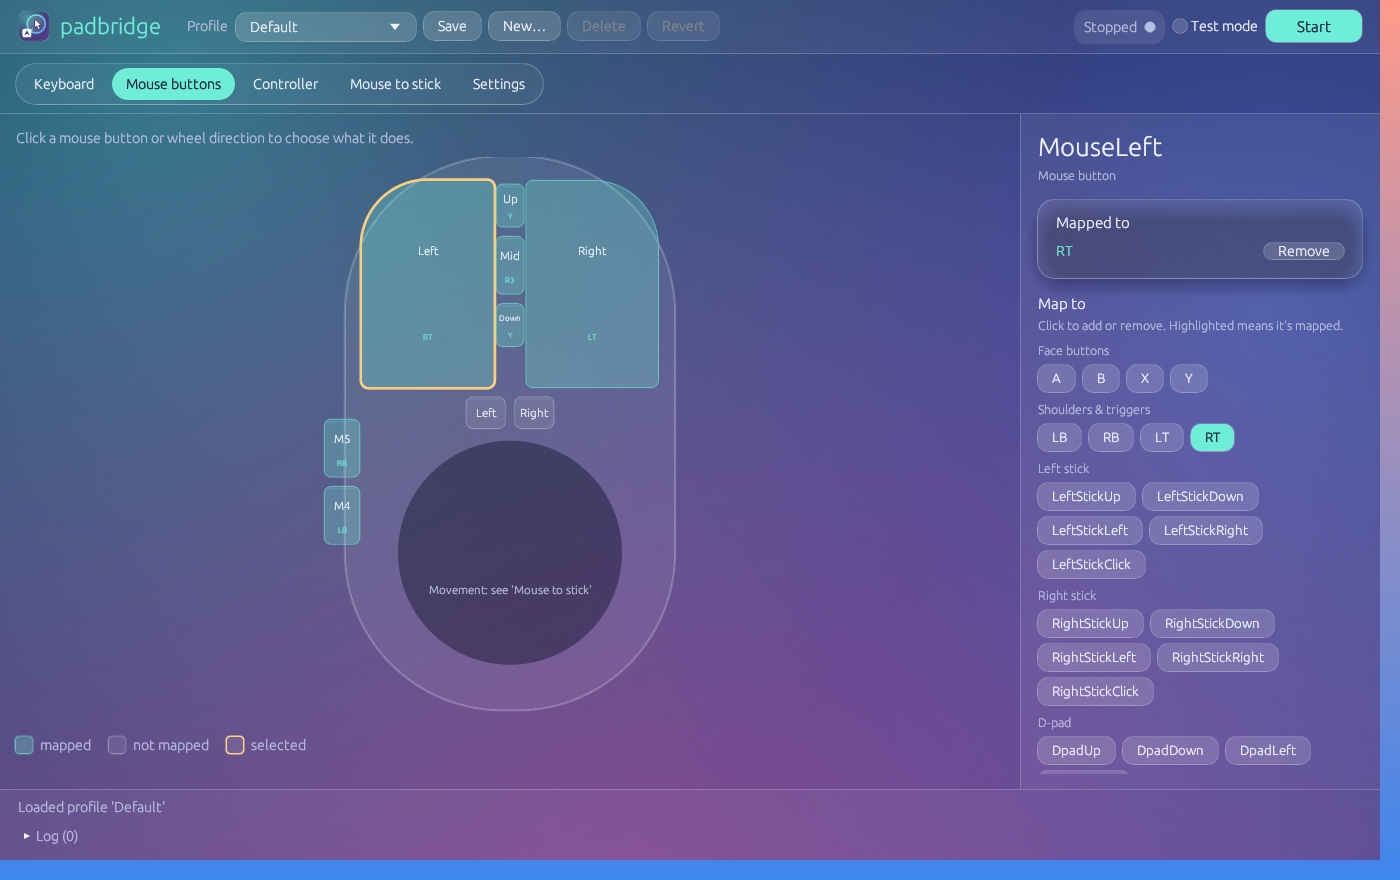 padbridge Profile Default Save New... Delete Revert Stopped Test mode Start
Keyboard Mouse buttons Controller Mouse to stick Settings
Click a mouse button or wheel direction to choose what it does.
Up
Y
Left
Mid
R3
Right
Down
Y
RT
LT
Left Right
M5
RB
M4
LB
Movement: see 'Mouse to stick'
mapped not mapped selected
MouseLeft
Mouse button
Mapped to
RT Remove
Map to
Click to add or remove. Highlighted means it's mapped.
Face buttons
A B X Y
Shoulders & triggers
LB RB LT RT
Left stick
LeftStickUp LeftStickDown
LeftStickLeft LeftStickRight
LeftStickClick
Right stick
RightStickUp RightStickDown
RightStickLeft RightStickRight
RightStickClick
D-pad
DpadUp DpadDown DpadLeft
Loaded profile 'Default'
Log (0)